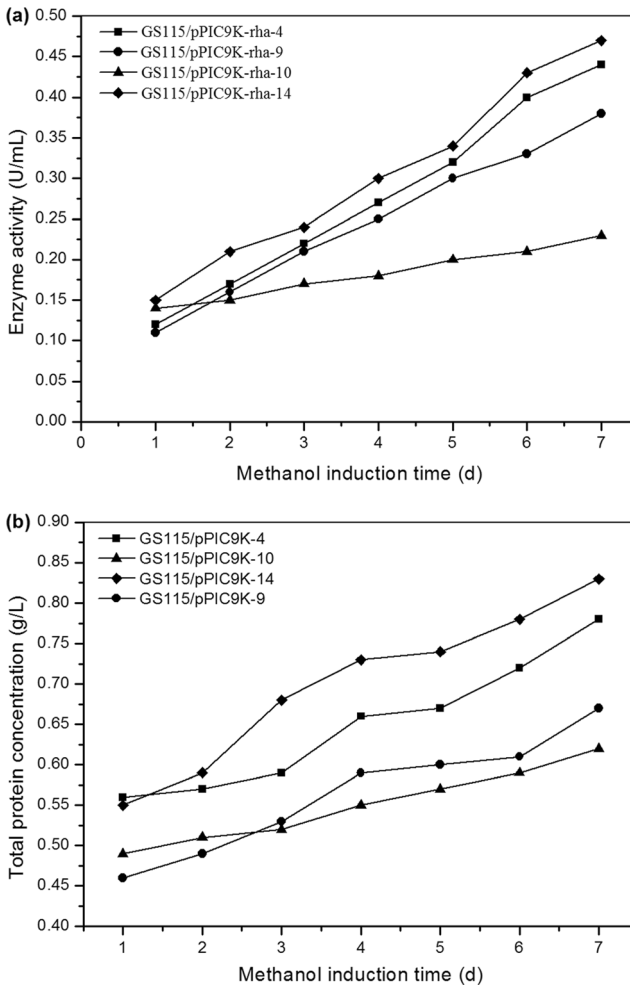 (a)
0.50
0.45
0.40
0.35
0.30
0.25
0.20
0.15
0.10
0.05
0.00
Enzyme activity (U/mL)
GS115/pPIC9K-rha-4
GS115/pPIC9K-rha-9
GS115/pPIC9K-rha-10
GS115/pPIC9K-rha-14
0 1 2 3 4 5 6 7
Methanol induction time (d)
(b)
0.90
0.85
0.80
0.75
0.70
0.65
0.60
0.55
0.50
0.45
0.40
Total protein concentration (g/L)
GS115/pPIC9K-4
GS115/pPIC9K-10
GS115/pPIC9K-14
GS115/pPIC9K-9
1 2 3 4 5 6 7
Methanol induction time (d)